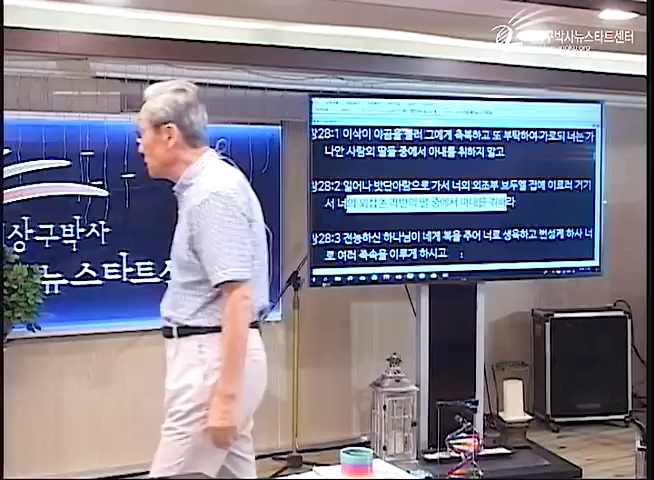 구박사뉴스타트센터
상구박사
뉴스타트
창28:1 이삭이 야곱을 불러 그에게 축복하고 또 부탁하여 가로되 너는 가
나안 사람의 딸들 중에서 아내를 취하지 말고
창28:2 일어나 밧단아람으로 가서 너의 외조부 브두엘 집에 이르러 거기
서 너의 외삼촌 라반의 딸 중에서 아내를 취하라
창28:3 전능하신 하나님이 네게 복을 주어 너로 생육하고 번성케 하사 너
로 여러 족속을 이루게 하시고